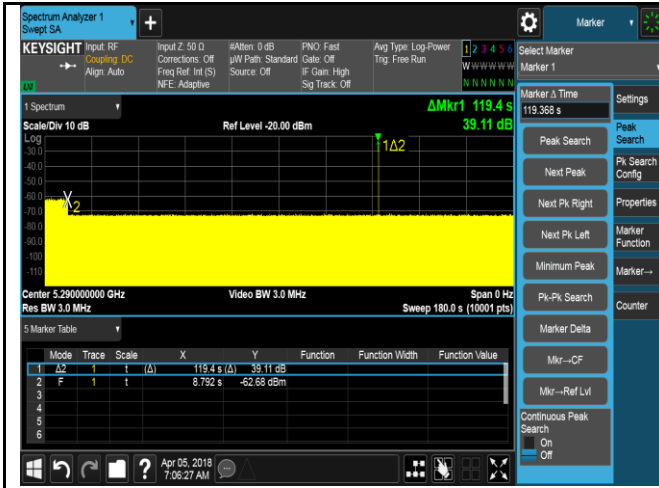 Spectrum Analyzer 1
Swept SA
+
Marker
KEYSIGHT
Input: RF
Coupling: DC
Align: Auto
Input Z: 50 Ω
Corrections: Off
Freq Ref: Int (S)
NFE: Adaptive
#Atten: 0 dB
µW Path: Standard
Source: Off
PNO: Fast
Gate: Off
IF Gain: High
Sig Track: Off
Avg Type: Log-Power
Trig: Free Run
1 2 3 4 5 6
W W W W W W
N N N N N N
Select Marker
Marker 1
LXI
1 Spectrum
ΔMkr1 119.4 s
39.11 dB
Scale/Div 10 dB
Ref Level -20.00 dBm
Log
-30.0
-40.0
-50.0
-60.0
-70.0
-80.0
-90.0
-100
-110
1Δ2
X2
Center 5.290000000 GHz
Video BW 3.0 MHz
Span 0 Hz
Res BW 3.0 MHz
Sweep 180.0 s (10001 pts)
5 Marker Table
Mode Trace Scale X Y Function Function Width Function Value
1 Δ2 1 t (Δ) 119.4 s (Δ) 39.11 dB
2 F 1 t 8.792 s -62.68 dBm
3
4
5
6
Marker Δ Time
119.368 s
Peak Search
Next Peak
Next Pk Right
Next Pk Left
Minimum Peak
Pk-Pk Search
Marker Delta
Mkr→CF
Mkr→Ref Lvl
Continuous Peak
Search
On
Off
Settings
Peak
Search
Pk Search
Config
Properties
Marker
Function
Marker→
Counter
?
Apr 05, 2018
7:06:27 AM